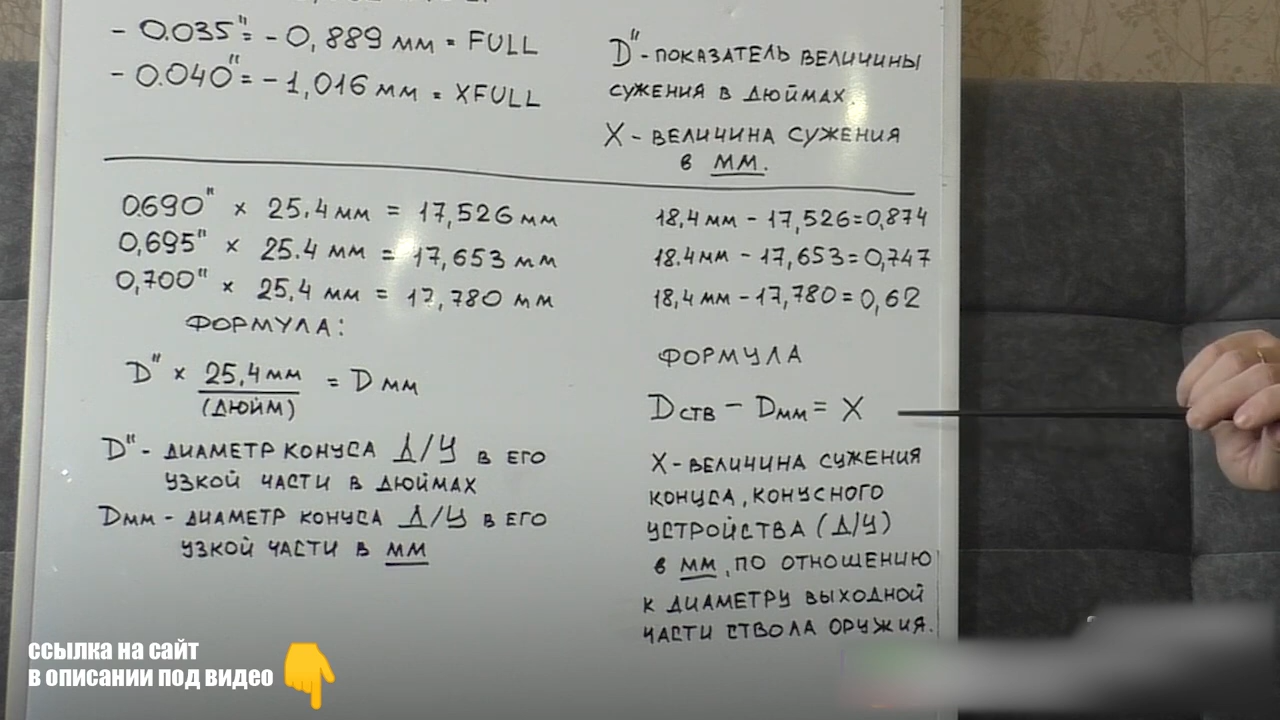 - 0.035" = - 0,889 мм = FULL
- 0.040" = - 1,016 мм = XFULL
D" - ПОКАЗАТЕЛЬ ВЕЛИЧИНЫ
СУЖЕНИЯ В ДЮЙМАХ.
X - ВЕЛИЧИНА СУЖЕНИЯ
В ММ.
0.690" × 25.4 мм = 17,526 мм
0,695" × 25.4 мм = 17,653 мм
0,700" × 25,4 мм = 17,780 мм
ФОРМУЛА:
D" × 25,4 мм = D мм
(ДЮЙМ)
D" - ДИАМЕТР КОНУСА Д/У В ЕГО
УЗКОЙ ЧАСТИ В ДЮЙМАХ
Dмм - ДИАМЕТР КОНУСА Д/У В ЕГО
УЗКОЙ ЧАСТИ В ММ
18,4 мм - 17,526 = 0,874
18.4 мм - 17,653 = 0,747
18,4 мм - 17,780 = 0,62
ФОРМУЛА
Dств - Dмм = X
X - ВЕЛИЧИНА СУЖЕНИЯ
КОНУСА, КОНУСНОГО
УСТРОЙСТВА (Д/У)
В ММ, ПО ОТНОШЕНИЮ
К ДИАМЕТРУ ВЫХОДНОЙ
ЧАСТИ СТВОЛА ОРУЖИЯ.
ссылка на сайт
в описании под видео